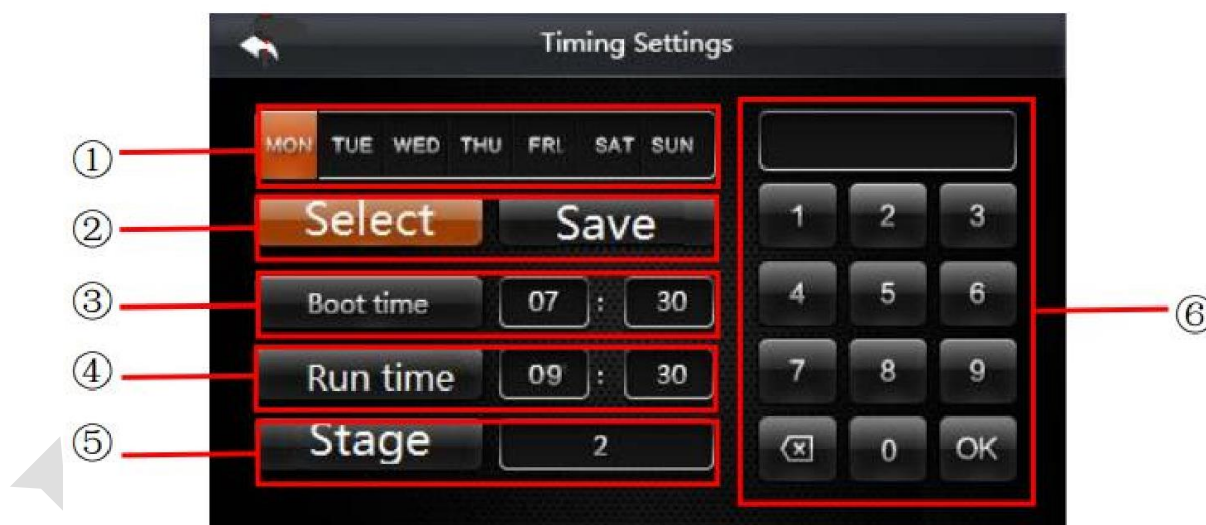 Timing Settings
① MON TUE WED THU FRI. SAT SUN
② Select Save
③ Boot time 07 : 30
④ Run time 09 : 30
⑤ Stage 2
1 2 3
4 5 6
⑥
7 8 9
0 OK